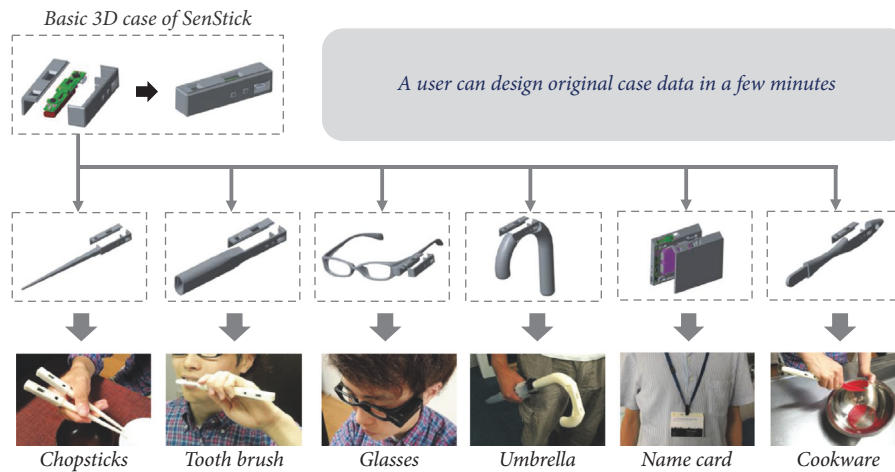 Basic 3D case of SenStick
A user can design original case data in a few minutes
Chopsticks
Tooth brush
Glasses
Umbrella
Name card
Cookware